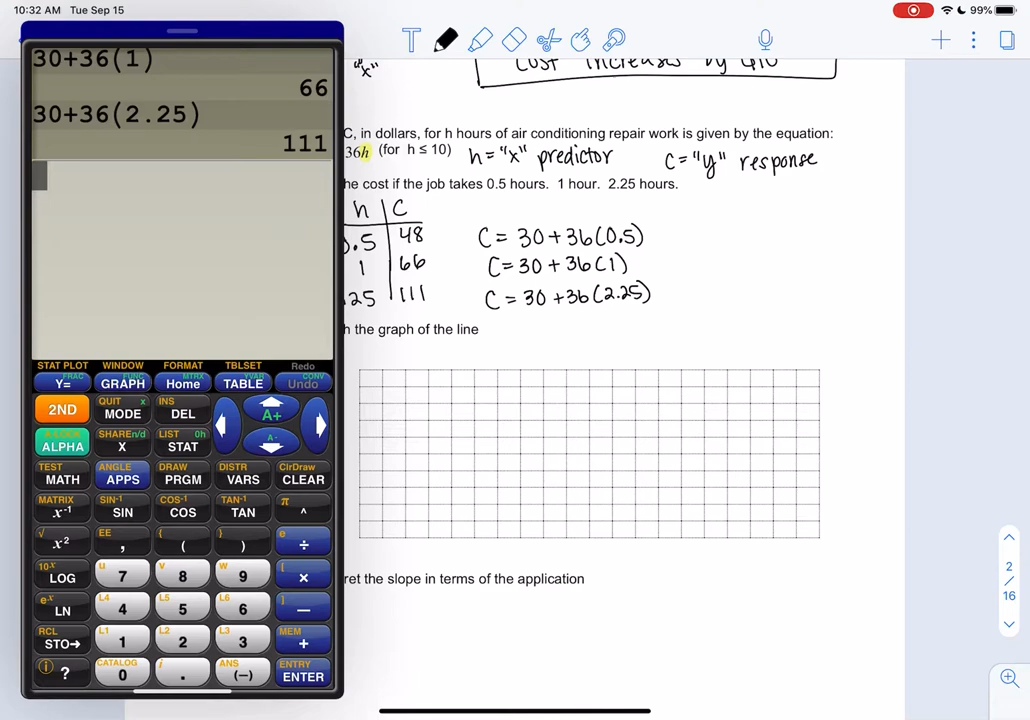 10:32 AM Tue Sep 15
99%
"x"
cost increases by $10
C, in dollars, for h hours of air conditioning repair work is given by the equation:
36h (for h ≤ 10) h = "x" predictor C = "y" response
he cost if the job takes 0.5 hours. 1 hour. 2.25 hours.
h C
0.5 48 C = 30 + 36(0.5)
1 66 C = 30 + 36(1)
.25 111 C = 30 + 36(2.25)
h the graph of the line
ret the slope in terms of the application
2
/
16
30+36(1)
66
30+36(2.25)
111
STAT PLOT WINDOW FORMAT TBLSET Redo
Y= GRAPH Home TABLE Undo
QUIT x INS
2ND MODE DEL A+
SHARE n/d LIST 0h A-
ALPHA X STAT
TEST ANGLE DRAW DISTR ClrDraw
MATH APPS PRGM VARS CLEAR
MATRIX SIN-1 COS-1 TAN-1 π
x-1 SIN COS TAN ^
√ EE { } e
x2 , ( ) ÷
10x u v w [
LOG 7 8 9 ×
ex L4 L5 L6 ]
LN 4 5 6 —
RCL L1 L2 L3 MEM
STO→ 1 2 3 +
CATALOG i ANS ENTRY
? 0 . (−) ENTER